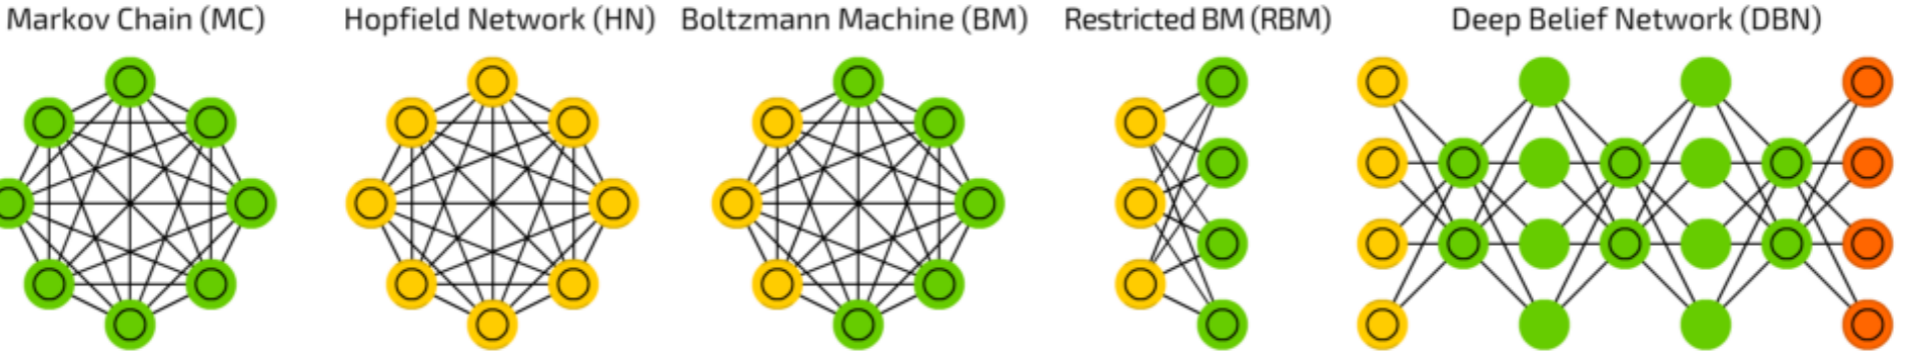 Markov Chain (MC)
Hopfield Network (HN)
Boltzmann Machine (BM)
Restricted BM (RBM)
Deep Belief Network (DBN)